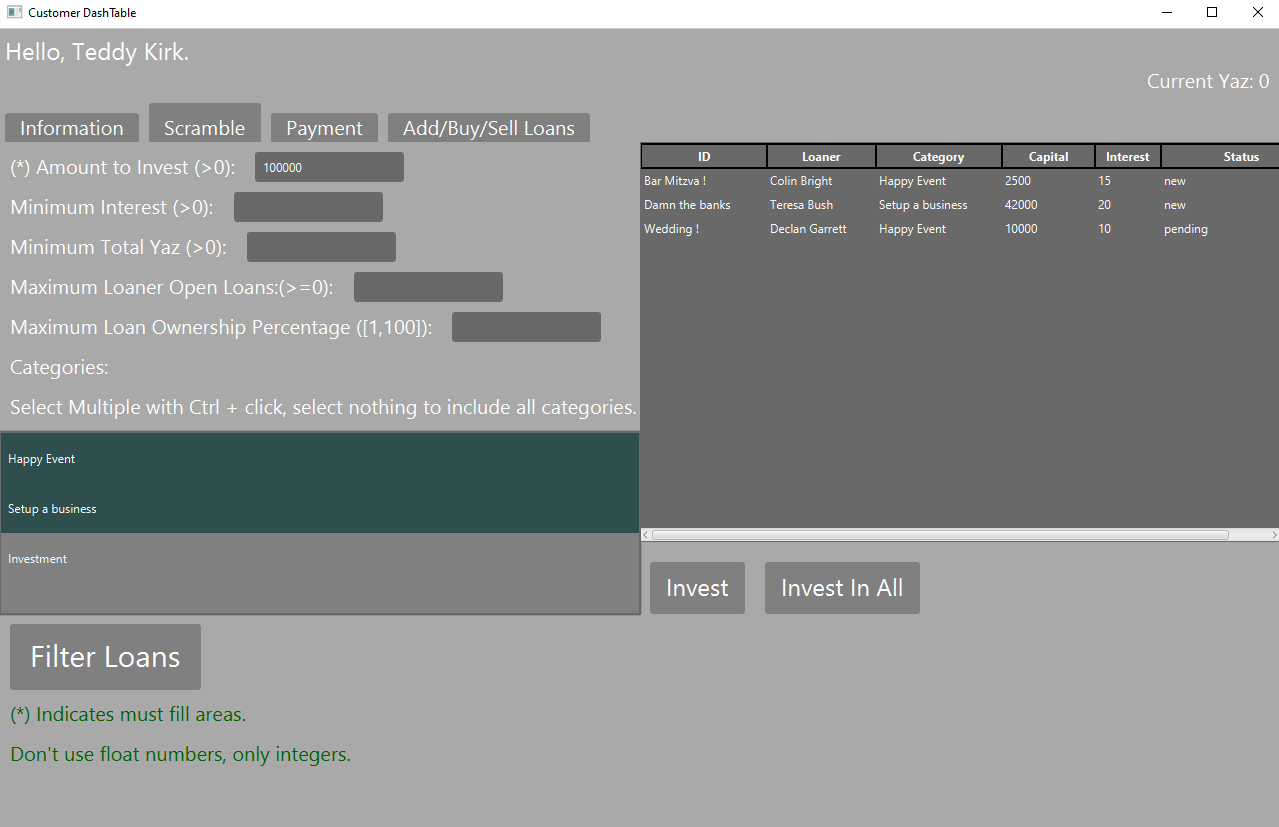 Customer DashTable
Hello, Teddy Kirk.
Current Yaz: 0
Information Scramble Payment Add/Buy/Sell Loans
(*) Amount to Invest (>0): 100000
Minimum Interest (>0):
Minimum Total Yaz (>0):
Maximum Loaner Open Loans:(>=0):
Maximum Loan Ownership Percentage ([1,100]):
Categories:
Select Multiple with Ctrl + click, select nothing to include all categories.
Happy Event
Setup a business
Investment
Filter Loans
(*) Indicates must fill areas.
Don't use float numbers, only integers.
ID Loaner Category Capital Interest Status
Bar Mitzva ! Colin Bright Happy Event 2500 15 new
Damn the banks Teresa Bush Setup a business 42000 20 new
Wedding ! Declan Garrett Happy Event 10000 10 pending
Invest Invest In All